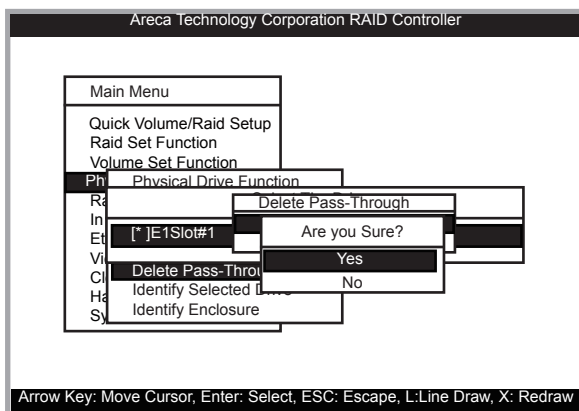 Areca Technology Corporation RAID Controller
Main Menu
Quick Volume/Raid Setup
Raid Set Function
Volume Set Function
Physical Drive Function
Delete Pass-Through
[* ]E1Slot#1
Are you Sure?
Yes
No
Delete Pass-Throu
Identify Selected
Identify Enclosure
Arrow Key: Move Cursor, Enter: Select, ESC: Escape, L:Line Draw, X: Redraw